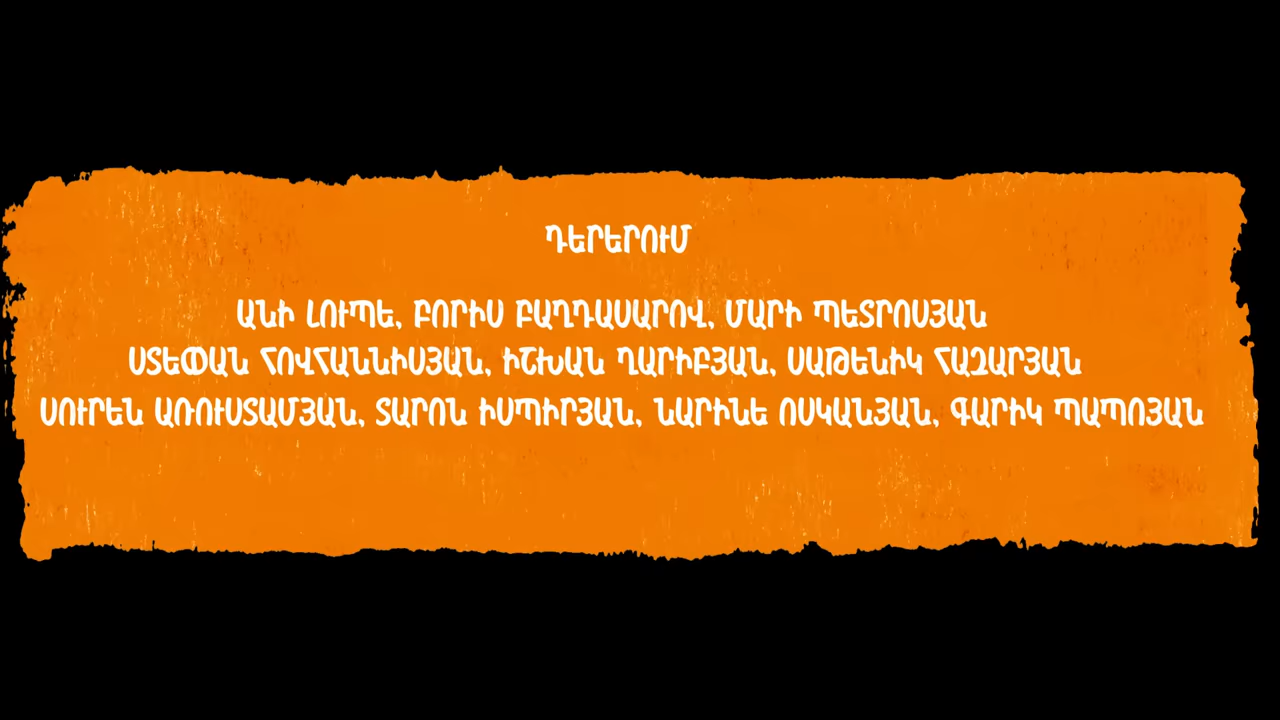 ԴԵՐԵՐՈՒՄ
ԱՆԻ ԼՈՒՊԵ, ԲՈՐԻՍ ԲԱՂԴԱՍԱՐՈՎ, ՄԱՐԻ ՊԵՏՐՈՍՅԱՆ
ՍՏԵՓԱՆ ՀՈՎՀԱՆՆԻՍՅԱՆ, ԻՇԽԱՆ ՂԱՐԻԲՅԱՆ, ՍԱԹԵՆԻԿ ՀԱԶԱՐՅԱՆ
ՍՈՒՐԵՆ ԱՌՈՒՍՏԱՄՅԱՆ, ՏԱՐՈՆ ԻՍՊԻՐՅԱՆ, ՆԱՐԻՆԵ ՈՍԿԱՆՅԱՆ, ԳԱՐԻԿ ՊԱՊՈՅԱՆ